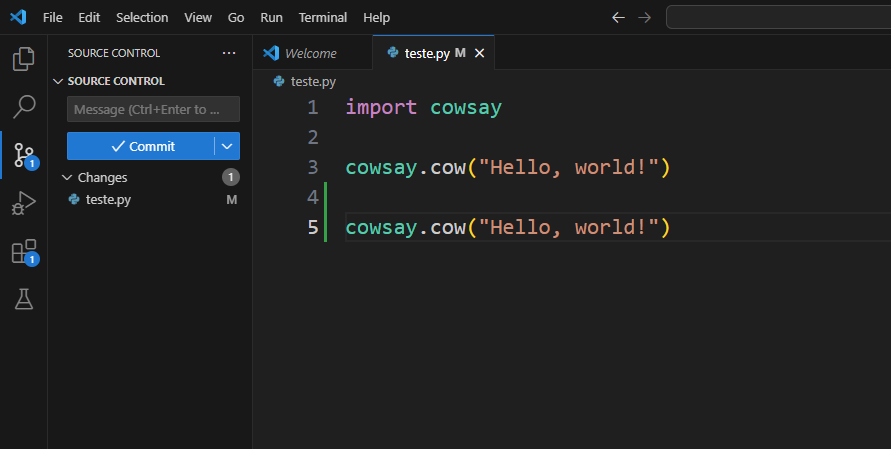 File Edit Selection View Go Run Terminal Help
SOURCE CONTROL ...
SOURCE CONTROL
Message (Ctrl+Enter to ...
Commit
Changes 1
teste.py M
1
1
Welcome teste.py M
teste.py
1 import cowsay
2
3 cowsay.cow("Hello, world!")
4
5 cowsay.cow("Hello, world!")